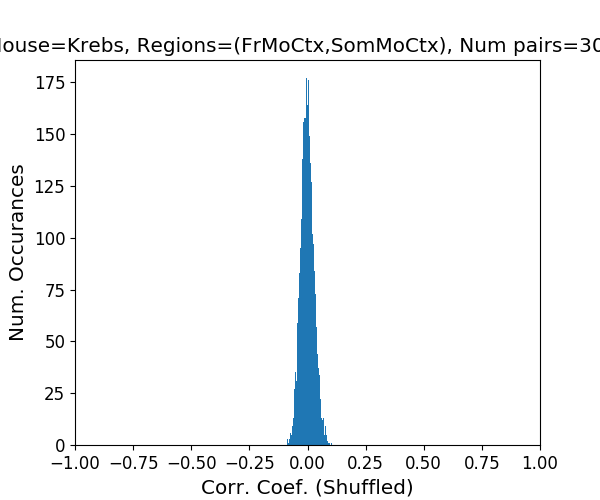 ouse=Krebs, Regions=(FrMoCtx,SomMoCtx), Num pairs=30
175
150
125
100
75
50
25
0
Num. Occurances
−1.00 −0.75 −0.50 −0.25 0.00 0.25 0.50 0.75 1.00
Corr. Coef. (Shuffled)